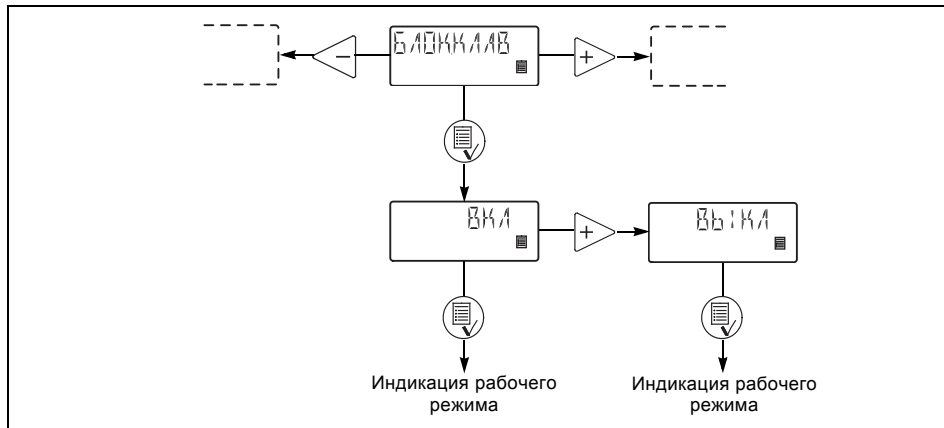 БЛОККЛАВ
ВКЛ
ВЫКЛ
Индикация рабочего
режима
Индикация рабочего
режима